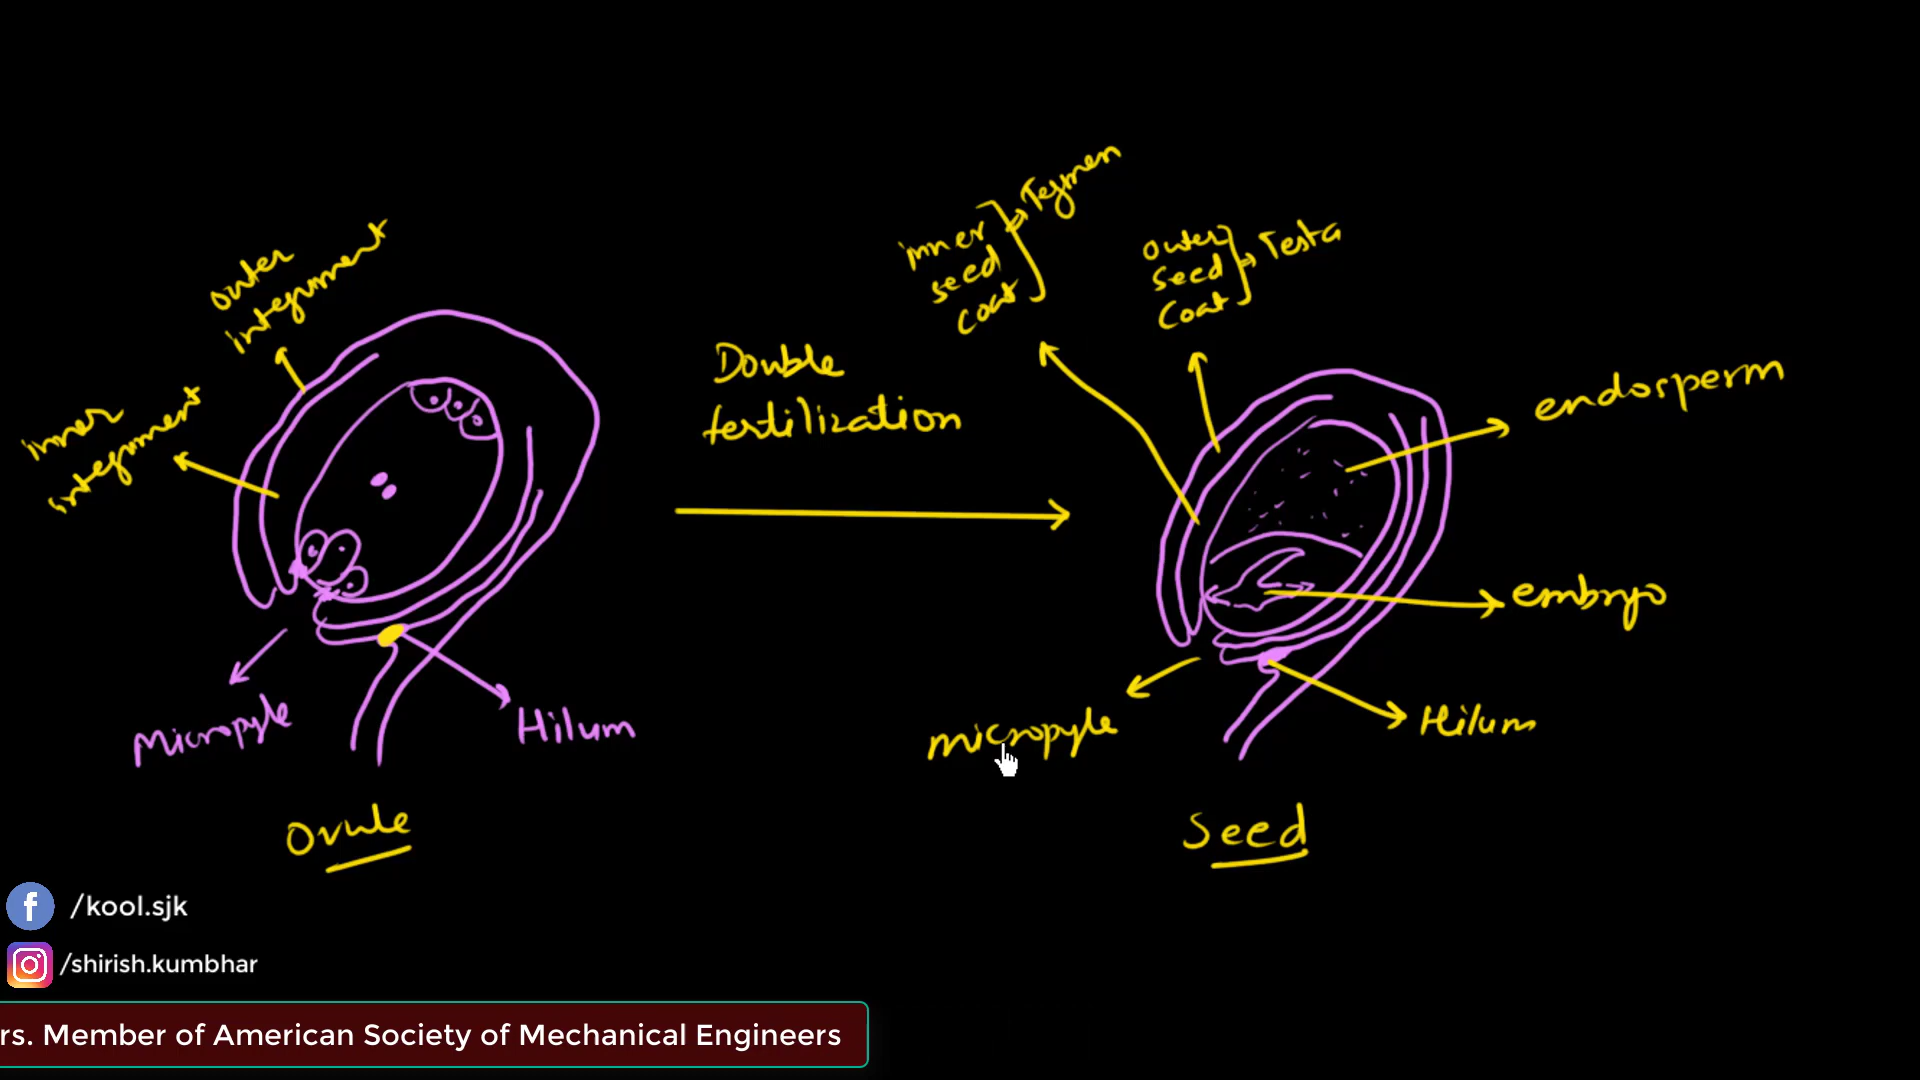 outer
integument
inner
integument
Micropyle
Hilum
Ovule
Double
fertilization
inner
seed
coat
Tegmen
outer
seed
coat
Testa
endosperm
embryo
Hilum
micropyle
Seed
/kool.sjk
/shirish.kumbhar
rs. Member of American Society of Mechanical Engineers